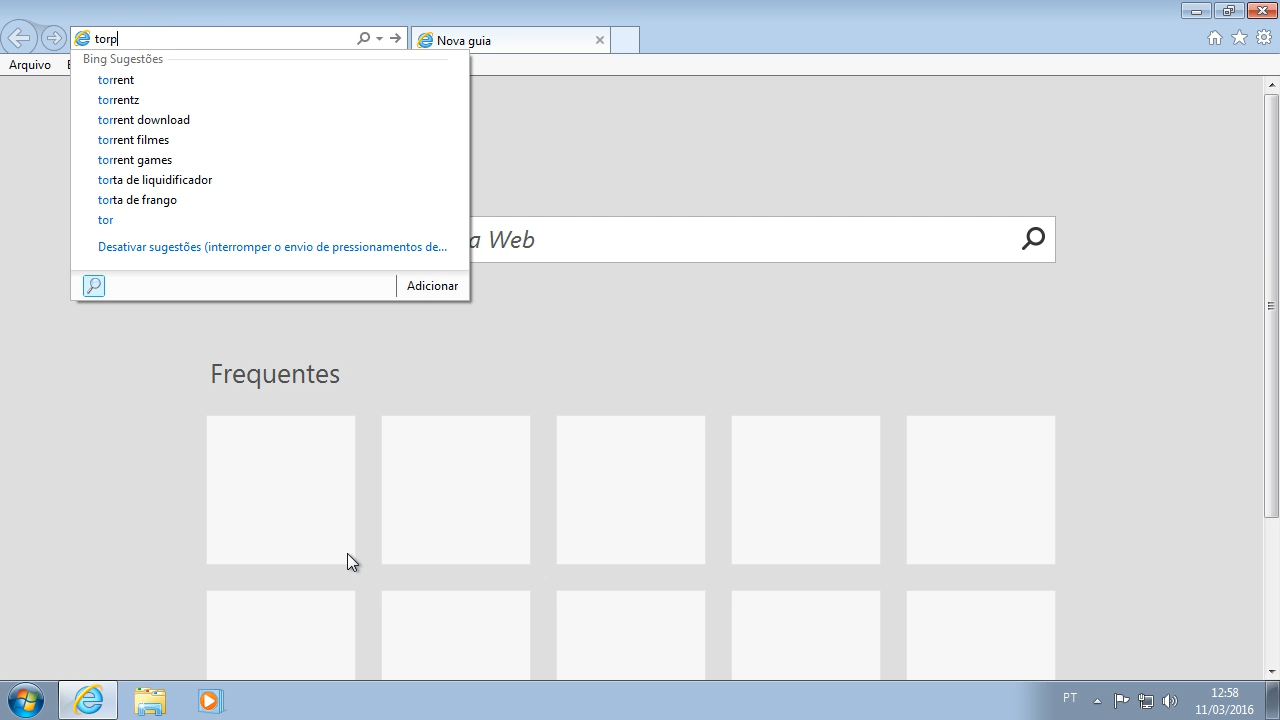 torp
Nova guia
Arquivo
Bing Sugestões
torrent
torrentz
torrent download
torrent filmes
torrent games
torta de liquidificador
torta de frango
tor
Desativar sugestões (interromper o envio de pressionamentos de...
Adicionar
a Web
Frequentes
PT
12:58
11/03/2016